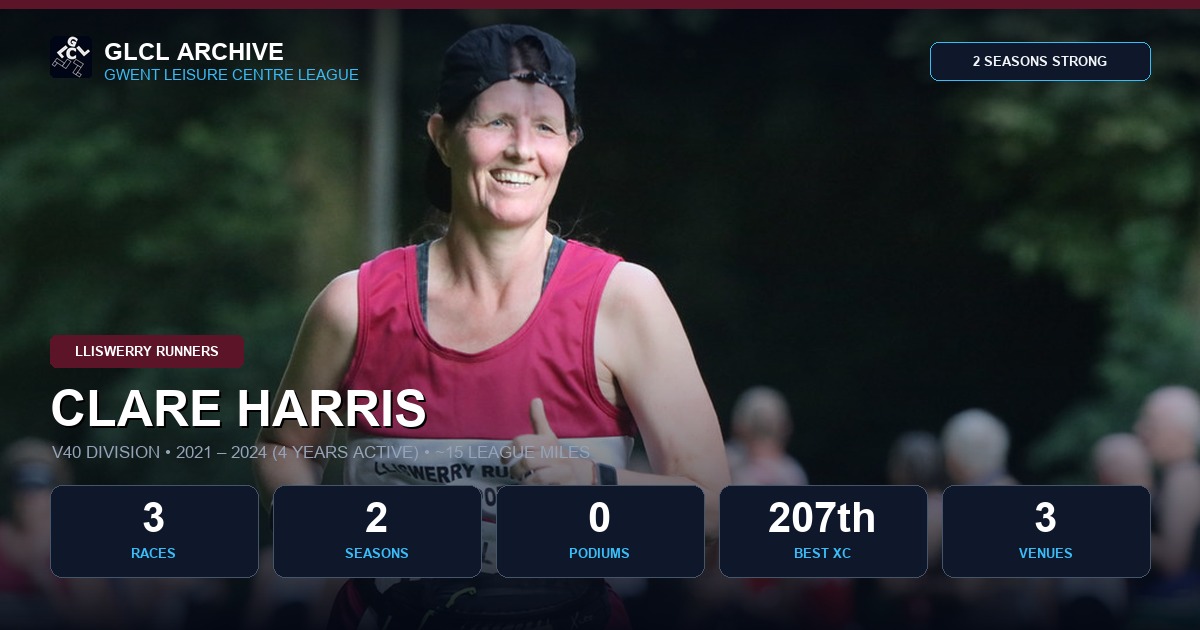 GLCL ARCHIVE
GWENT LEISURE CENTRE LEAGUE
2 SEASONS STRONG
LLISWERRY RUNNERS
CLARE HARRIS
V40 DIVISION • 2021 – 2024 (4 YEARS ACTIVE) • ~15 LEAGUE MILES
LLISWERRY
3
RACES
2
SEASONS
0
PODIUMS
207th
BEST XC
3
VENUES